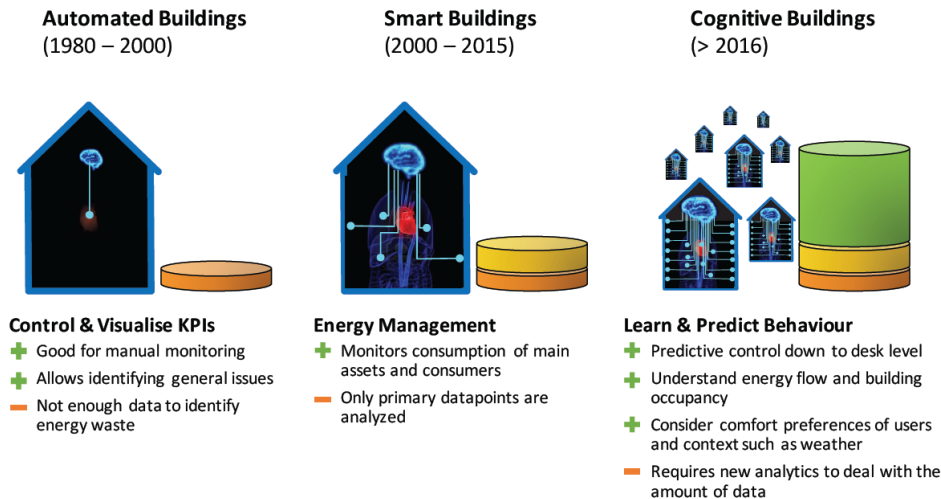 Automated Buildings
(1980 – 2000)
Smart Buildings
(2000 – 2015)
Cognitive Buildings
(> 2016)
Control & Visualise KPIs
Good for manual monitoring
Allows identifying general issues
Not enough data to identify
energy waste
Energy Management
Monitors consumption of main
assets and consumers
Only primary datapoints are
analyzed
Learn & Predict Behaviour
Predictive control down to desk level
Understand energy flow and building
occupancy
Consider comfort preferences of users
and context such as weather
Requires new analytics to deal with the
amount of data